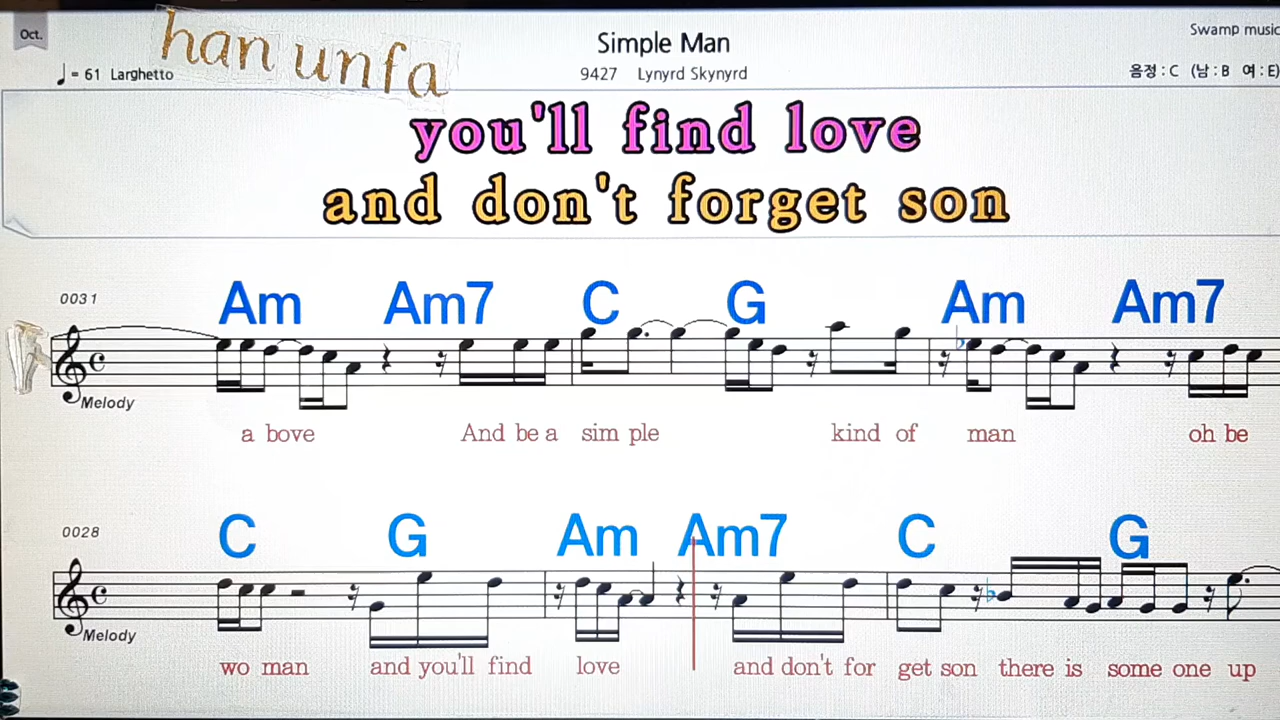 Oct.
han unfa
Simple Man
Swamp music
♩ = 61 Larghetto
9427 Lynyrd Skynyrd
음정 : C (남 : B 여 : E)
you'll find love
and don't forget son
0031
Am Am7 C G Am Am7
Melody
a bove And be a sim ple kind of man oh be
0028
C G Am Am7 C G
Melody
wo man and you'll find love and don't for get son there is some one up